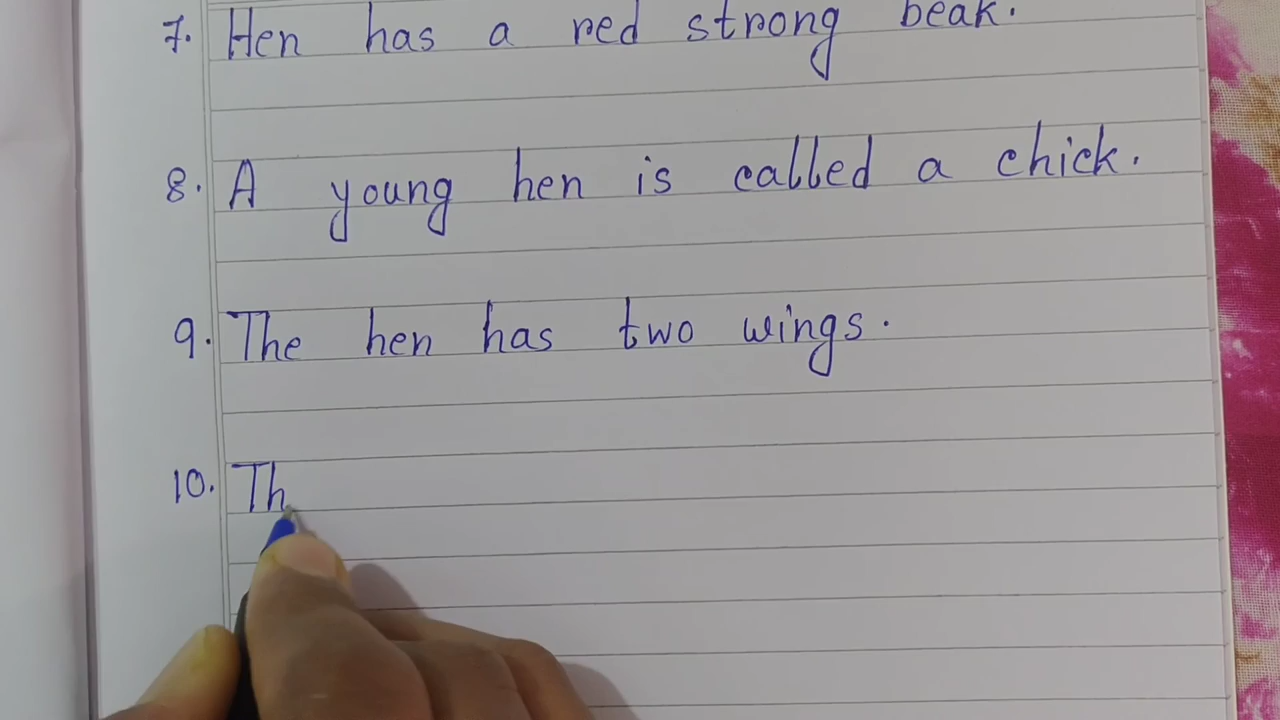 7. Hen has a red strong beak.
8. A young hen is called a chick.
9. The hen has two wings.
10. Th